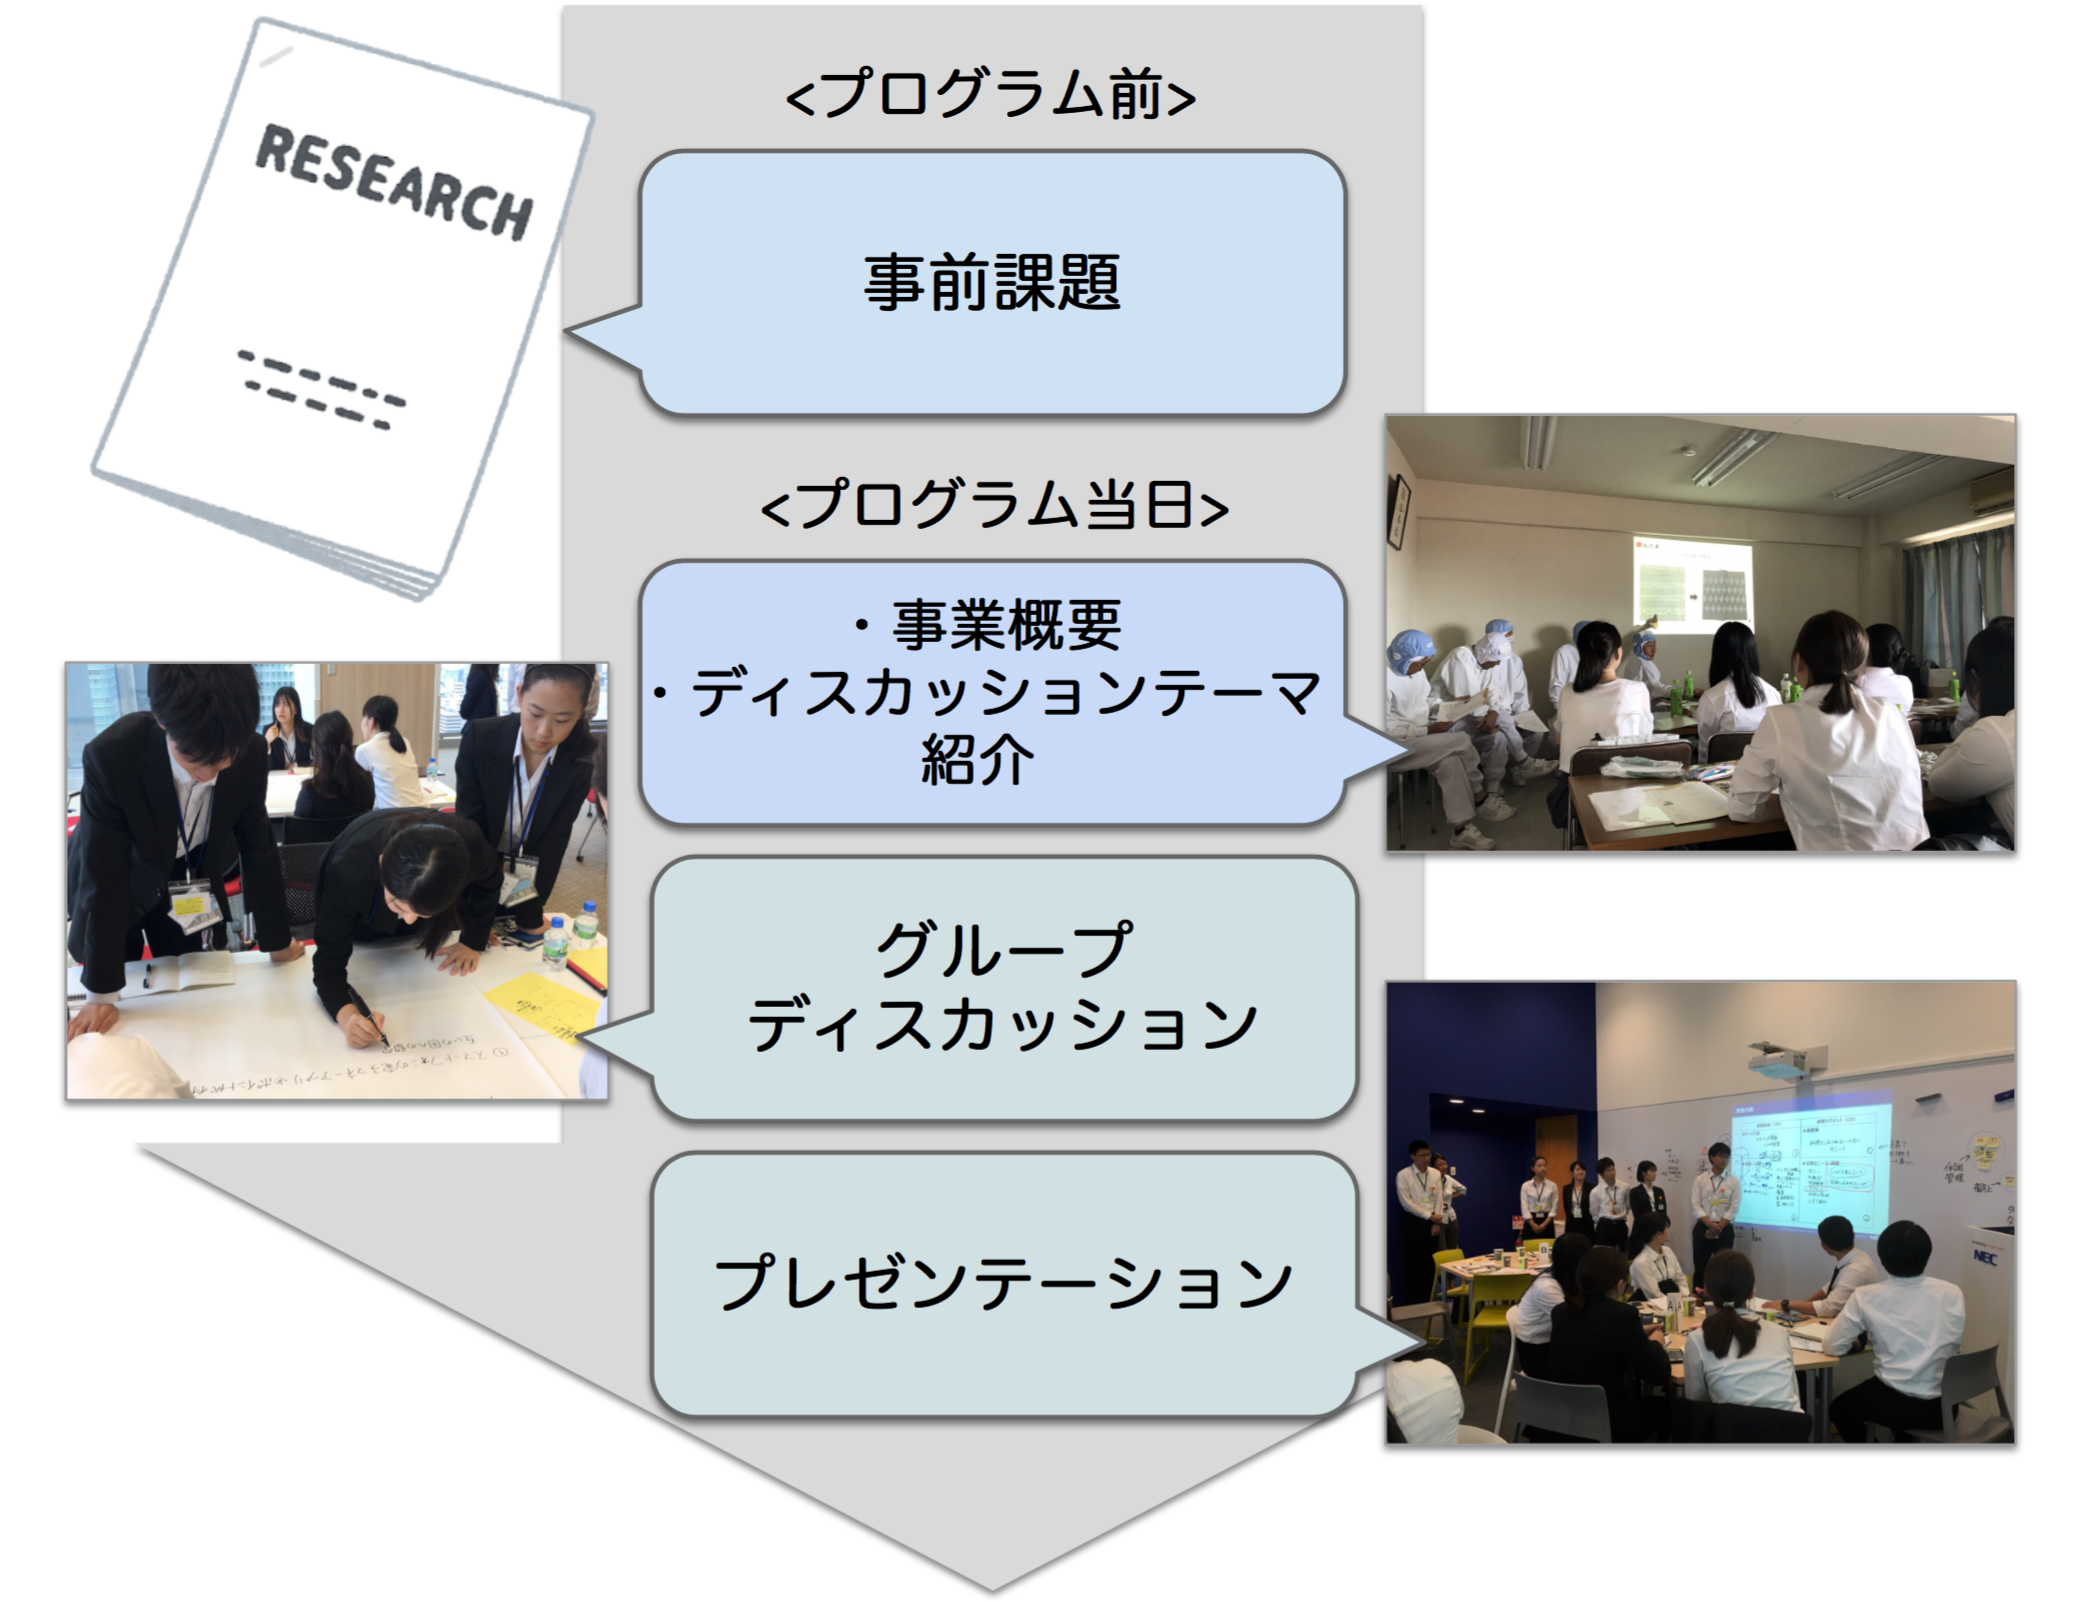 <プログラム前>
RESEARCH
事前課題
<プログラム当日>
・事業概要
・ディスカッションテーマ
紹介
グループ
ディスカッション
プレゼンテーション
NEC